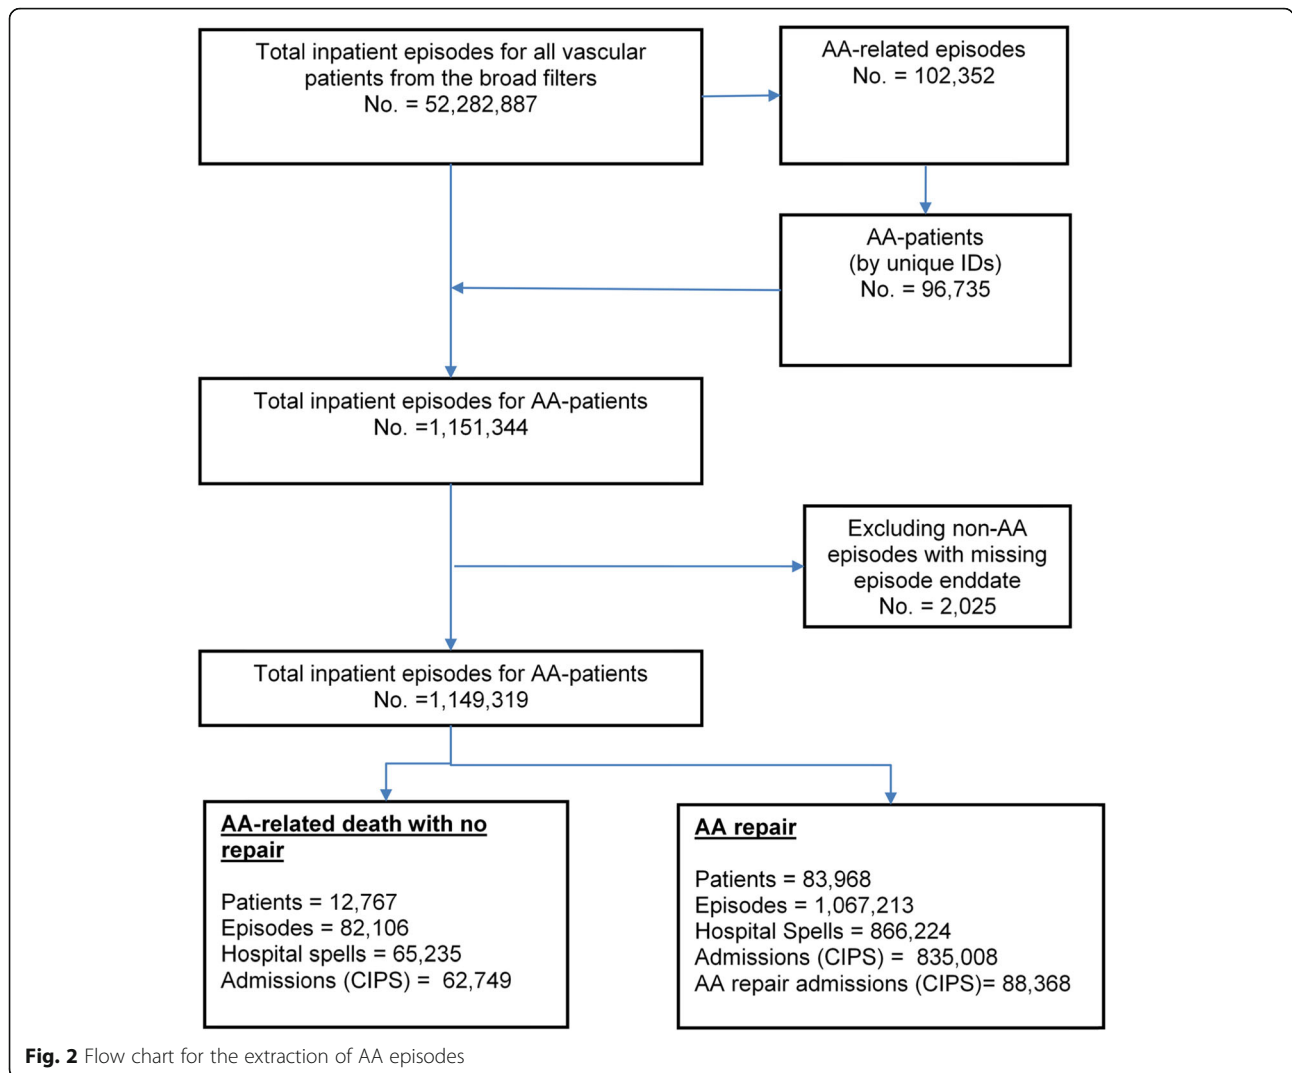 Total inpatient episodes for all vascular
patients from the broad filters
No. = 52,282,887
AA-related episodes
No. = 102,352
AA-patients
(by unique IDs)
No. = 96,735
Total inpatient episodes for AA-patients
No. =1,151,344
Excluding non-AA
episodes with missing
episode enddate
No. = 2,025
Total inpatient episodes for AA-patients
No. =1,149,319
AA-related death with no
repair
Patients = 12,767
Episodes = 82,106
Hospital spells = 65,235
Admissions (CIPS) =  62,749
AA repair
Patients = 83,968
Episodes = 1,067,213
Hospital Spells = 866,224
Admissions (CIPS) =  835,008
AA repair admissions (CIPS)= 88,368
Fig. 2 Flow chart for the extraction of AA episodes